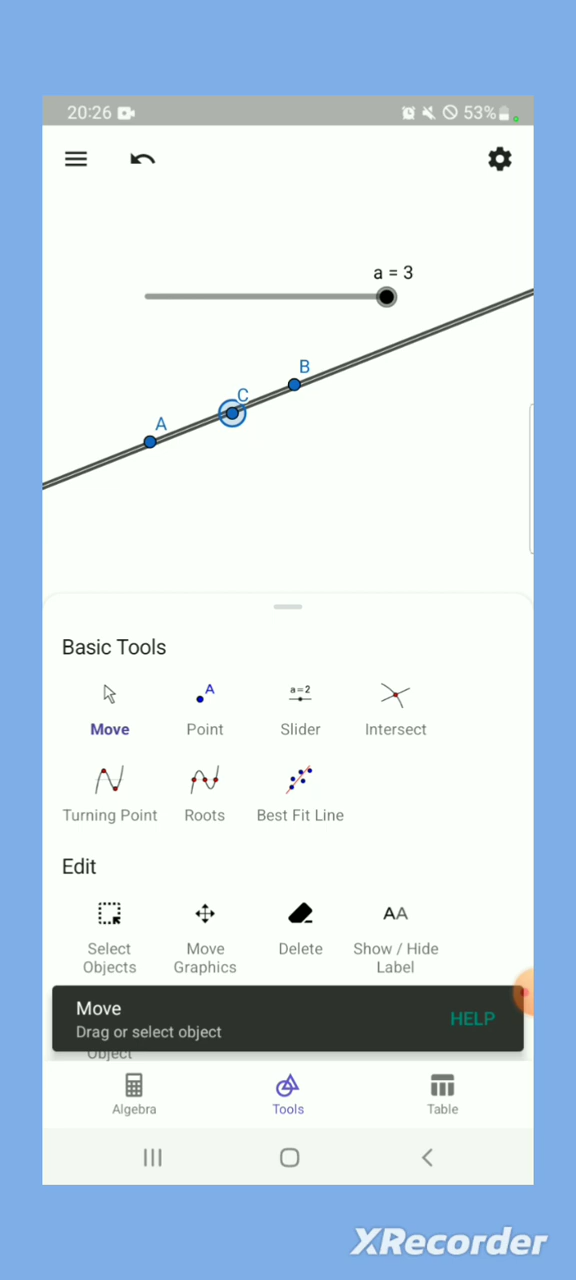 20:26 53%
a = 3
B
C
A
Basic Tools
A a=2
Move Point Slider Intersect
Turning Point Roots Best Fit Line
Edit
AA
Select Objects Move Graphics Delete Show / Hide Label
Move
Drag or select object
HELP
Object
Algebra Tools Table
XRecorder